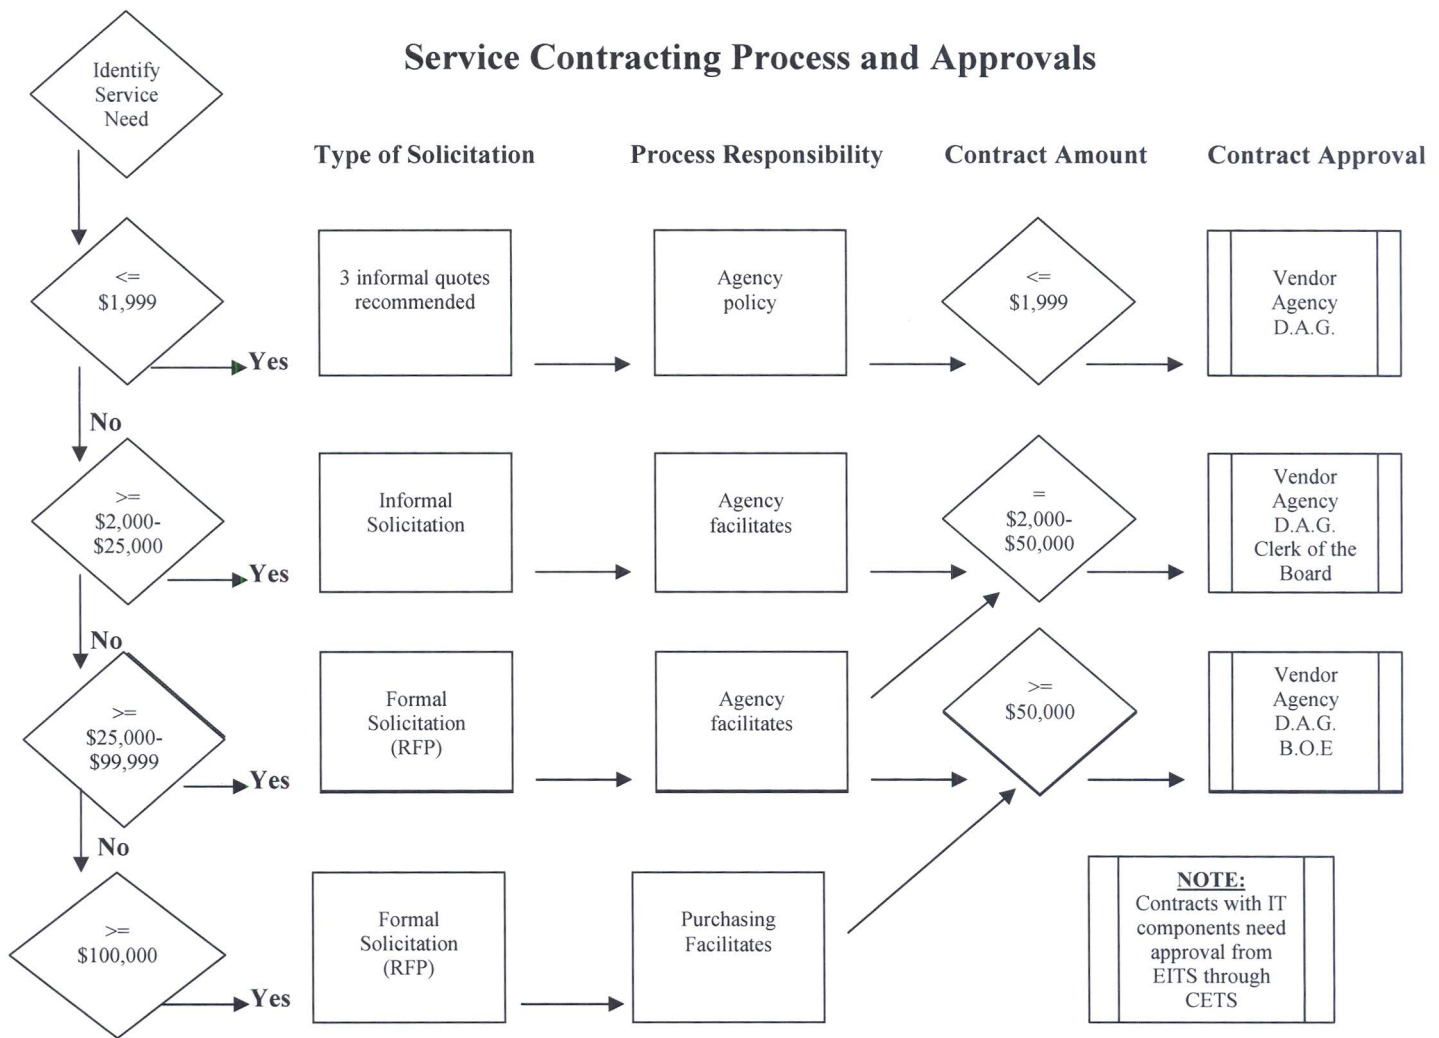 Service Contracting Process and Approvals
Identify
Service
Need
Type of Solicitation
Process Responsibility
Contract Amount
Contract Approval
<=
$1,999
Yes
3 informal quotes
recommended
Agency
policy
<=
$1,999
Vendor
Agency
D.A.G.
No
>=
$2,000-
$25,000
Yes
Informal
Solicitation
Agency
facilitates
=
$2,000-
$50,000
Vendor
Agency
D.A.G.
Clerk of the
Board
No
>=
$25,000-
$99,999
Yes
Formal
Solicitation
(RFP)
Agency
facilitates
>=
$50,000
Vendor
Agency
D.A.G.
B.O.E
No
>=
$100,000
Yes
Formal
Solicitation
(RFP)
Purchasing
Facilitates
NOTE:
Contracts with IT
components need
approval from
EITS through
CETS